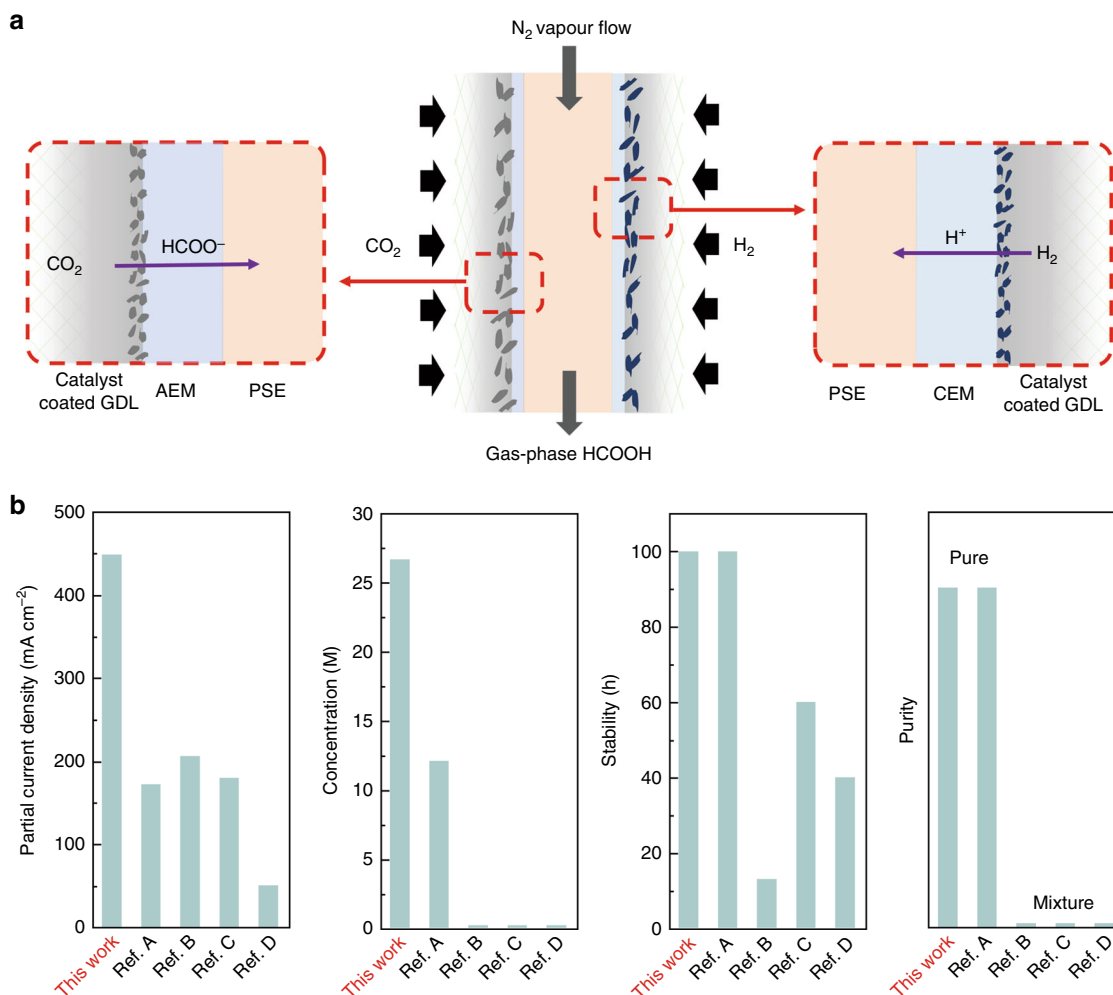 a
N₂ vapour flow
CO₂
HCOO⁻
CO₂
H₂
H⁺
H₂
Catalyst
coated GDL
AEM
PSE
PSE
CEM
Catalyst
coated GDL
Gas-phase HCOOH
b
Partial current density (mA cm⁻²)
500
400
300
200
100
0
This work
Ref. A
Ref. B
Ref. C
Ref. D
Concentration (M)
30
25
26
15
10
5
0
This work
Ref. A
Ref. B
Ref. C
Ref. D
Stability (h)
100
80
60
40
20
0
This work
Ref. A
Ref. B
Ref. C
Ref. D
Purity
Pure
Mixture
This work
Ref. A
Ref. B
Ref. C
Ref. D